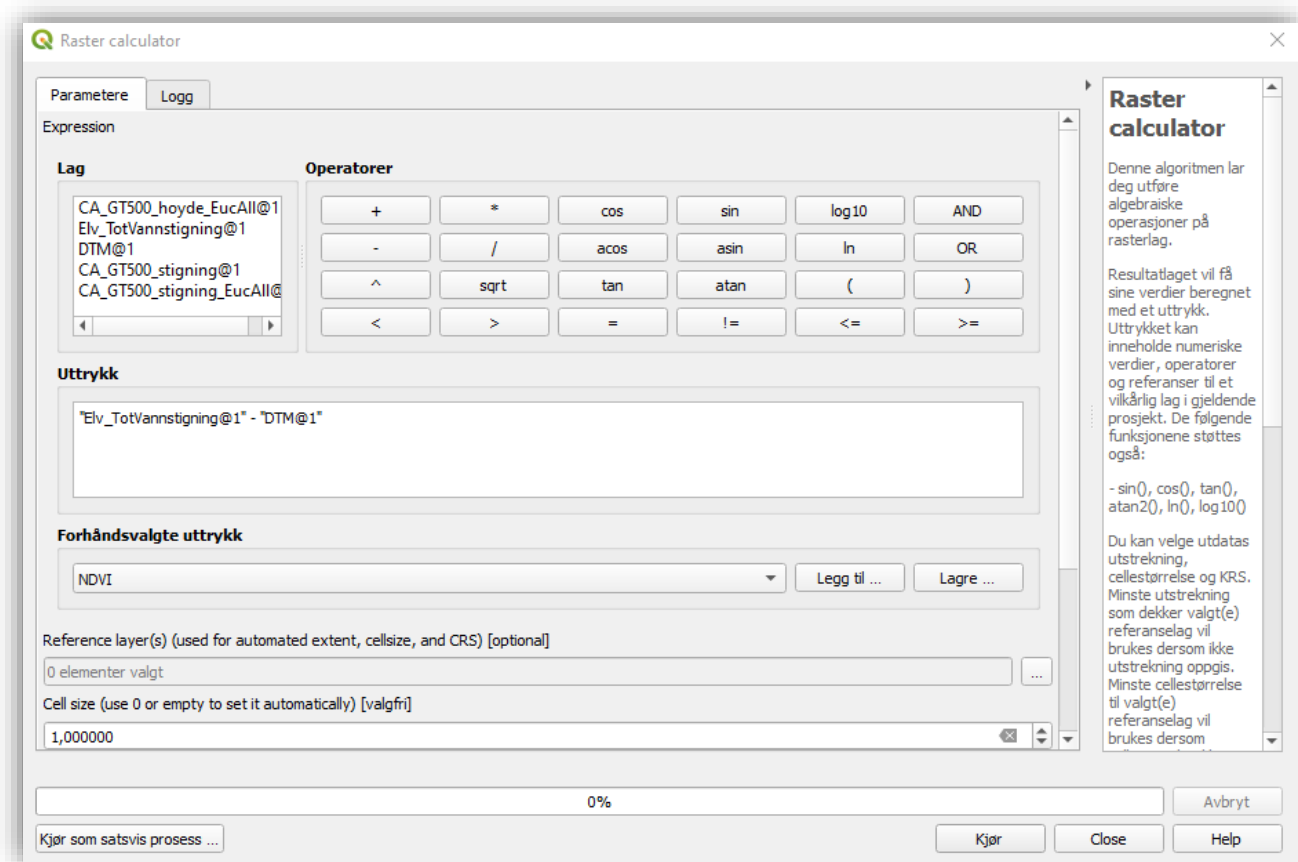 Raster calculator
Parametere
Logg
Expression
Lag
CA_GT500_hoyde_EucAll@1
Elv_TotVannstigning@1
DTM@1
CA_GT500_stigning@1
CA_GT500_stigning_EucAll@
Operatorer
+ * cos sin log10 AND
- / acos asin ln OR
^ sqrt tan atan ( )
< > = != <= >=
Uttrykk
"Elv_TotVannstigning@1" - "DTM@1"
Forhåndsvalgte uttrykk
NDVI
Legg til ...
Lagre ...
Reference layer(s) (used for automated extent, cellsize, and CRS) [optional]
0 elementer valgt
...
Cell size (use 0 or empty to set it automatically) [valgfri]
1,000000
Raster
calculator
Denne algoritmen lar
deg utføre
algebraiske
operasjoner på
rasterlag.
Resultatlaget vil få
sine verdier beregnet
med et uttrykk.
Uttrykket kan
inneholde numeriske
verdier, operatorer
og referanser til et
vilkårlig lag i gjeldende
prosjekt. De følgende
funksjonene støttes
også:
- sin(), cos(), tan(),
atan2(), ln(), log10()
Du kan velge utdatas
utstrekning,
cellestørrelse og KRS.
Minste utstrekning
som dekker valgt(e)
referanselag vil
brukes dersom ikke
utstrekning oppgis.
Minste cellestørrelse
til valgt(e)
referanselag vil
brukes dersom
0%
Avbryt
Kjør som satsvis prosess ...
Kjør
Close
Help